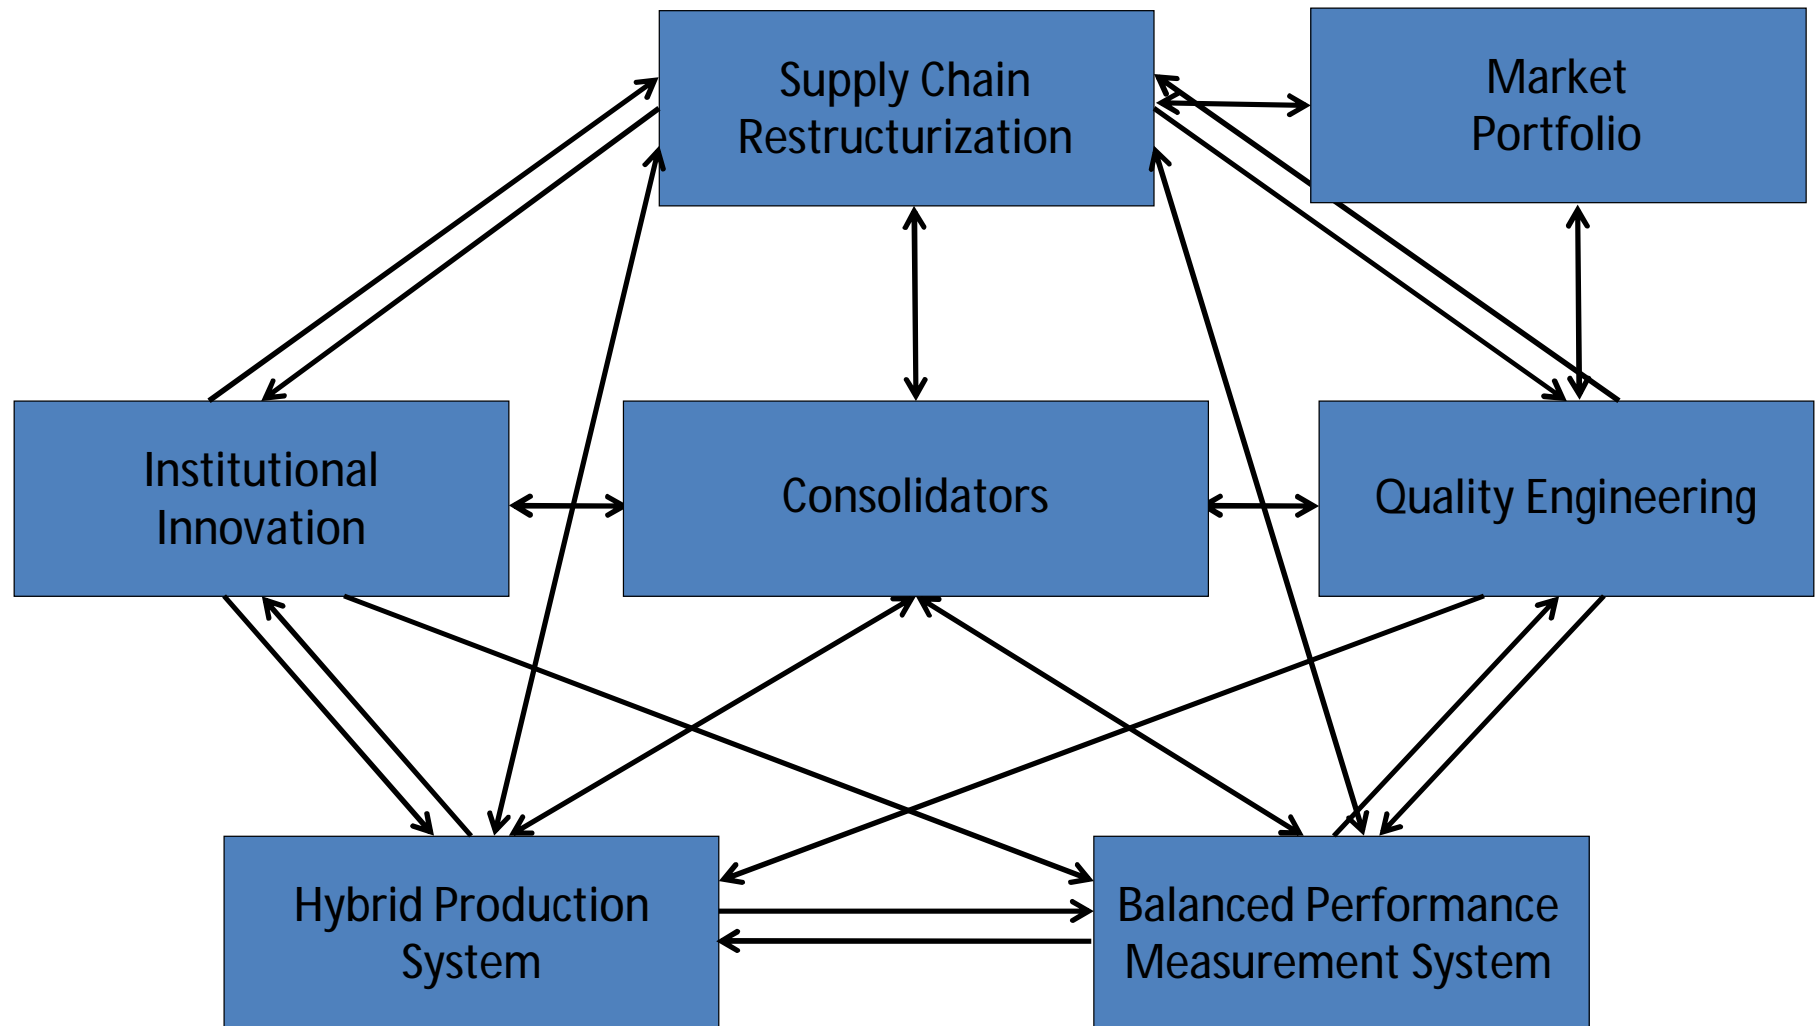 Supply Chain
Restructurization
Market
Portfolio
Institutional
Innovation
Consolidators
Quality Engineering
Hybrid Production
System
Balanced Performance
Measurement System